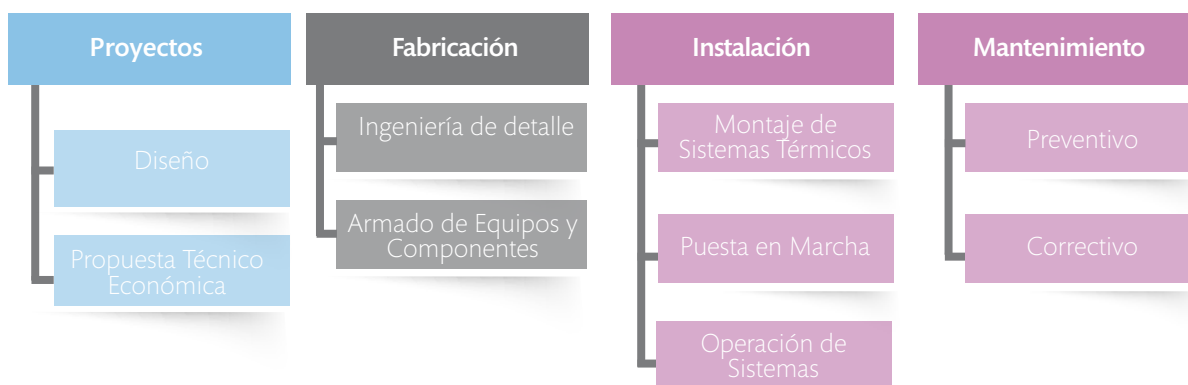 Proyectos
Diseño
Propuesta Técnico
Económica
Fabricación
Ingeniería de detalle
Armado de Equipos y
Componentes
Instalación
Montaje de
Sistemas Térmicos
Puesta en Marcha
Operación de
Sistemas
Mantenimiento
Preventivo
Correctivo